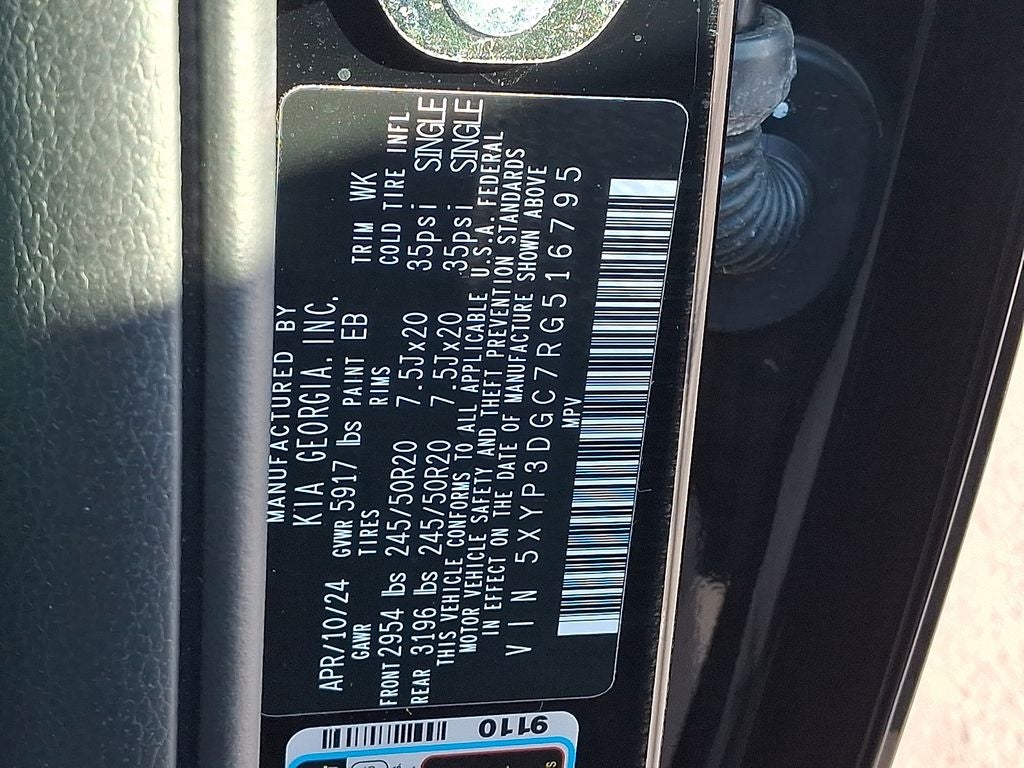 MANUFACTURED BY
KIA GEORGIA, INC.
APR/10/24 GVWR 5917 lbs PAINT EB TRIM WK
GAWR TIRES RIMS COLD TIRE INFL
FRONT 2954 lbs 245/50R20 7.5Jx20 35psi SINGLE
REAR 3196 lbs 245/50R20 7.5Jx20 35psi SINGLE
THIS VEHICLE CONFORMS TO ALL APPLICABLE U.S.A. FEDERAL
MOTOR VEHICLE SAFETY AND THEFT PREVENTION STANDARDS
IN EFFECT ON THE DATE OF MANUFACTURE SHOWN ABOVE
VIN 5XYP3DGC7RG516795
MPV
9110